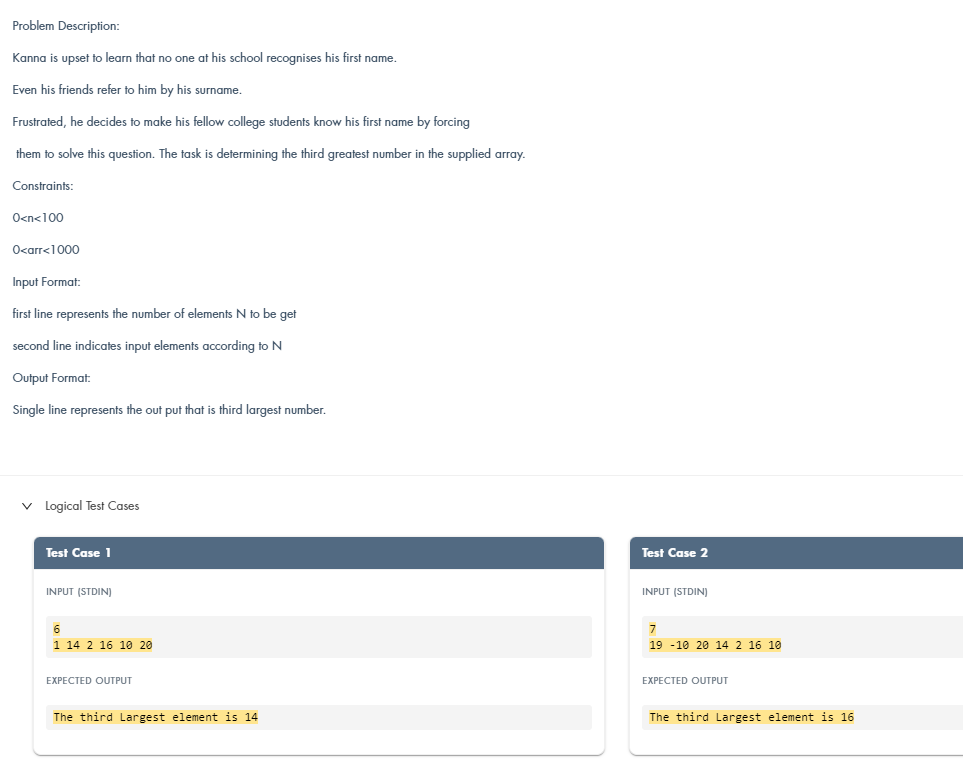 Problem Description:
Kanna is upset to learn that no one at his school recognises his first name.
Even his friends refer to him by his surname.
Frustrated, he decides to make his fellow college students know his first name by forcing
them to solve this question. The task is determining the third greatest number in the supplied array.
Constraints:
0<n<100
0<arr<1000
Input Format:
first line represents the number of elements N to be get
second line indicates input elements according to N
Output Format:
Single line represents the out put that is third largest number.
Logical Test Cases
Test Case 1
INPUT (STDIN)
6
1 14 2 16 10 20
EXPECTED OUTPUT
The third Largest element is 14
Test Case 2
INPUT (STDIN)
7
19 -10 20 14 2 16 10
EXPECTED OUTPUT
The third Largest element is 16